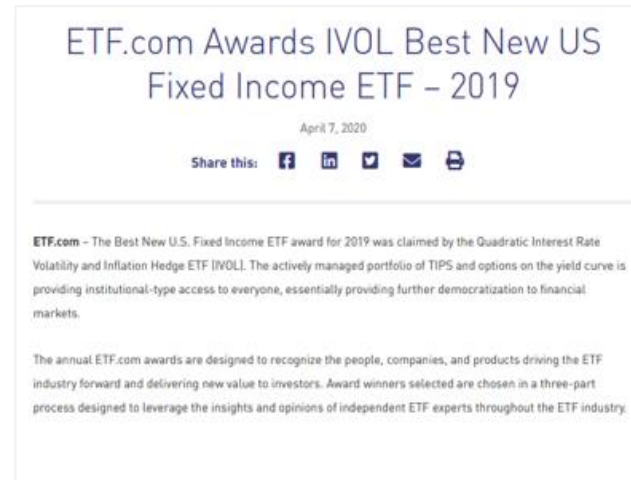 ETF.com Awards IVOL Best New US
Fixed Income ETF – 2019
April 7, 2020
Share this:
ETF.com – The Best New U.S. Fixed Income ETF award for 2019 was claimed by the Quadratic Interest Rate
Volatility and Inflation Hedge ETF (IVOL). The actively managed portfolio of TIPS and options on the yield curve is
providing institutional-type access to everyone, essentially providing further democratization to financial
markets.
The annual ETF.com awards are designed to recognize the people, companies, and products driving the ETF
industry forward and delivering new value to investors. Award winners selected are chosen in a three-part
process designed to leverage the insights and opinions of independent ETF experts throughout the ETF industry.